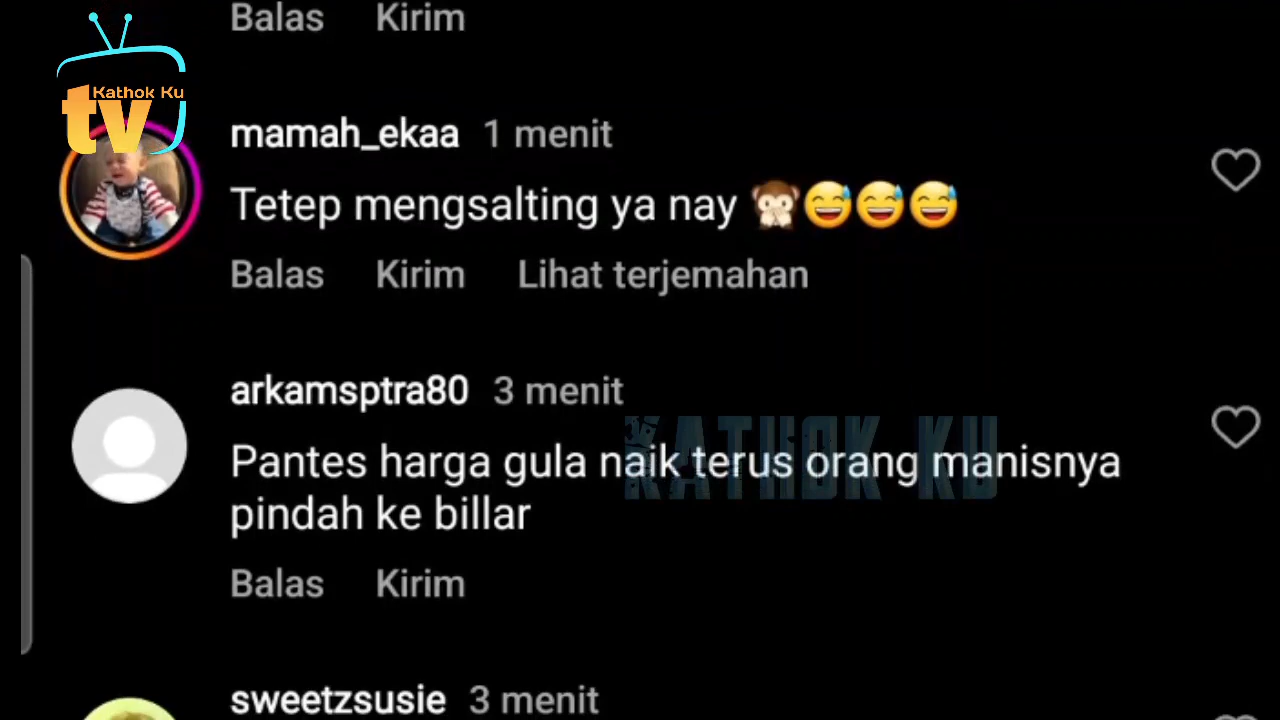 Balas Kirim
Kathok Ku
tv
mamah_ekaa 1 menit
Tetep mengsalting ya nay 🙊😅😅😅
Balas Kirim Lihat terjemahan
arkamsptra80 3 menit
KATHOK KU
Pantes harga gula naik terus orang manisnya
pindah ke billar
Balas Kirim
sweetzsusie 3 menit